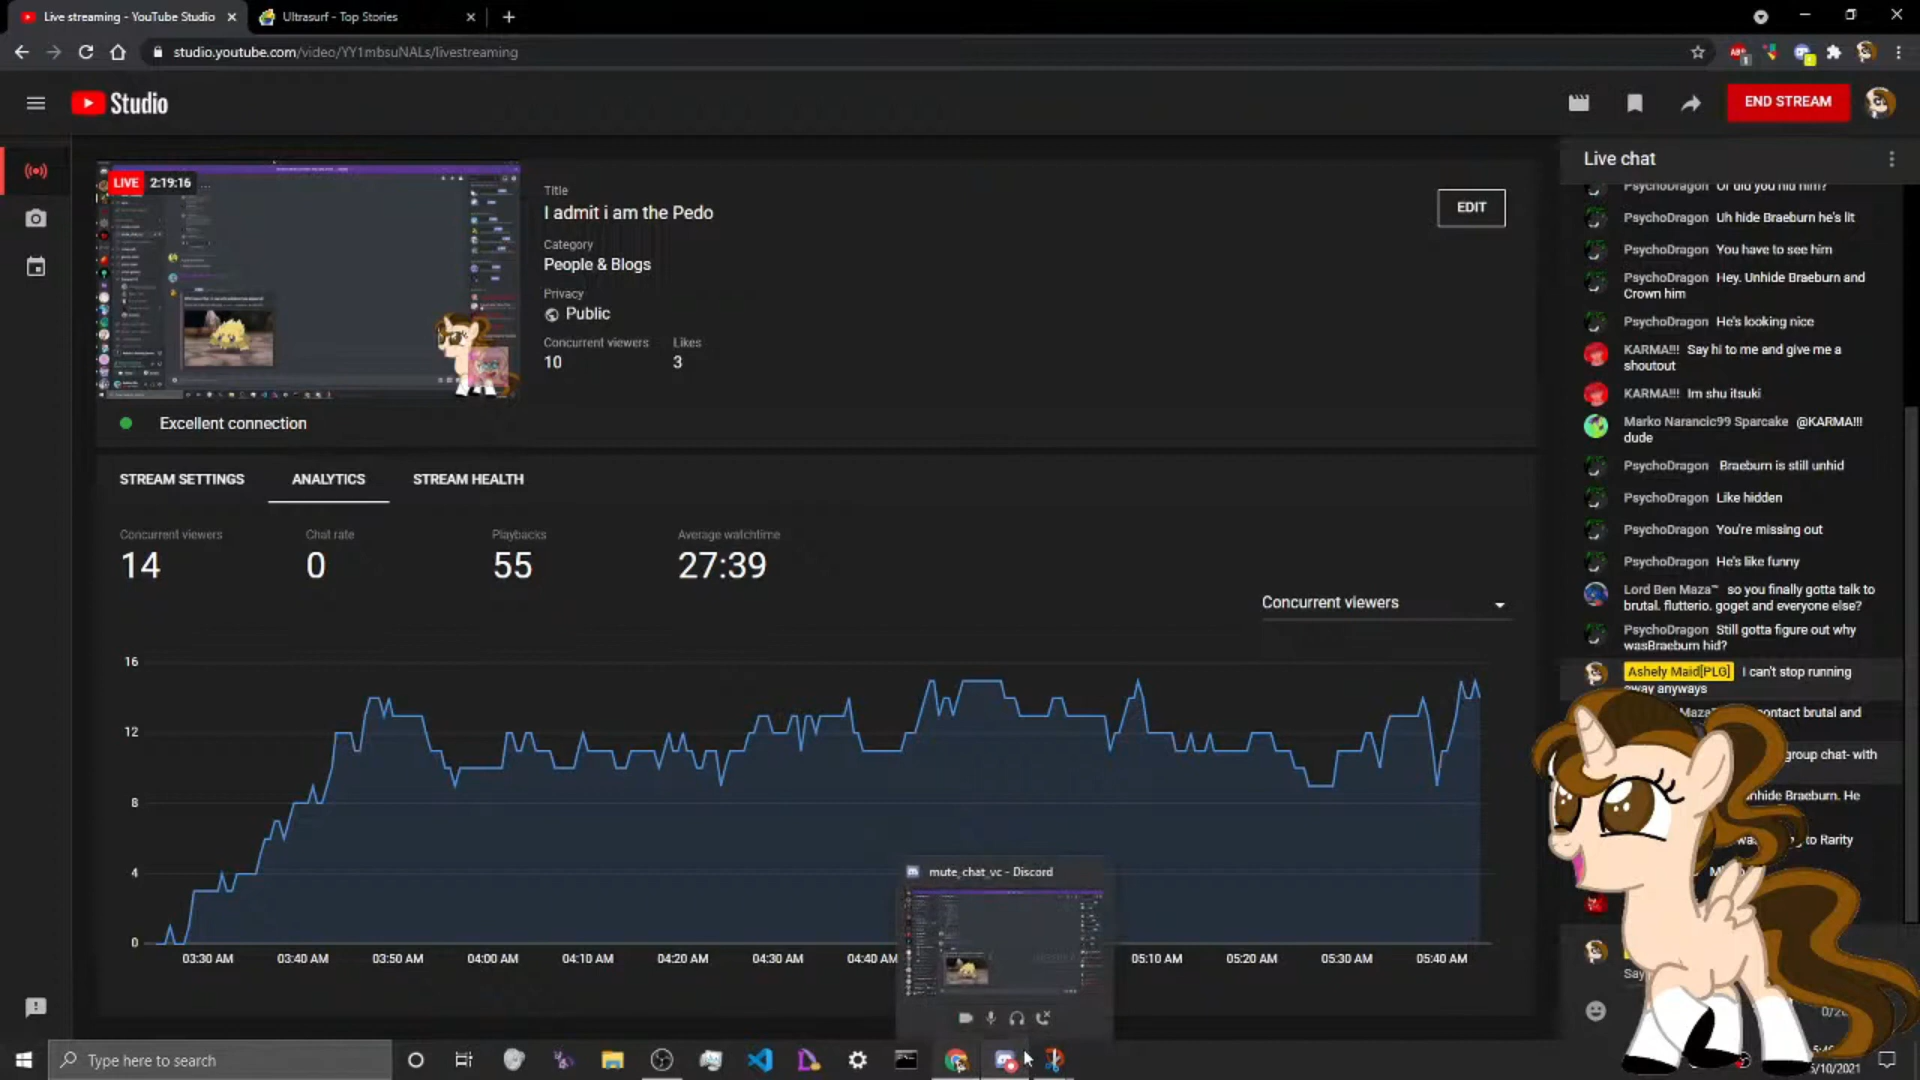 Live streaming - YouTube Studio
Ultrasurf - Top Stories
studio.youtube.com/video/YY1mbsuNALs/livestreaming
Studio
END STREAM
LIVE 2:19:16
Title
I admit i am the Pedo
EDIT
Category
People & Blogs
Privacy
Public
Concurrent viewers Likes
10 3
Excellent connection
STREAM SETTINGS ANALYTICS STREAM HEALTH
Concurrent viewers Chat rate Playbacks Average watchtime
14 0 55 27:39
Concurrent viewers
16
12
8
4
0
03:30 AM 03:40 AM 03:50 AM 04:00 AM 04:10 AM 04:20 AM 04:30 AM 04:40 AM 05:10 AM 05:20 AM 05:30 AM 05:40 AM
mute_chat_vc - Discord
Live chat
PsychoDragon Or did you hid him?
PsychoDragon Uh hide Braeburn he's lit
PsychoDragon You have to see him
PsychoDragon Hey. Unhide Braeburn and
Crown him
PsychoDragon He's looking nice
KARMA!!! Say hi to me and give me a
shoutout
KARMA!!! Im shu itsuki
Marko Narancic99 Sparcake @KARMA!!!
dude
PsychoDragon Braeburn is still unhid
PsychoDragon Like hidden
PsychoDragon You're missing out
PsychoDragon He's like funny
Lord Ben Maza™ so you finally gotta talk to
brutal. flutterio. goget and everyone else?
PsychoDragon Still gotta figure out why
wasBraeburn hid?
Ashely Maid[PLG] I can't stop running
away anyways
Maza™ contact brutal and
group chat- with
nhide Braeburn. He
to Rarity
Say
0/20
Type here to search
5/10/2021